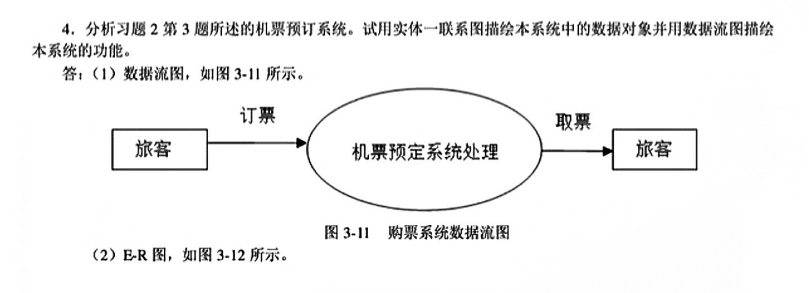 4．分析习题 2 第 3 题所述的机票预订系统。试用实体一联系图描绘本系统中的数据对象并用数据流图描绘
本系统的功能。
答：（1）数据流图，如图 3-11 所示。
订票
取票
旅客
机票预定系统处理
旅客
图 3-11 购票系统数据流图
（2）E-R 图，如图 3-12 所示。